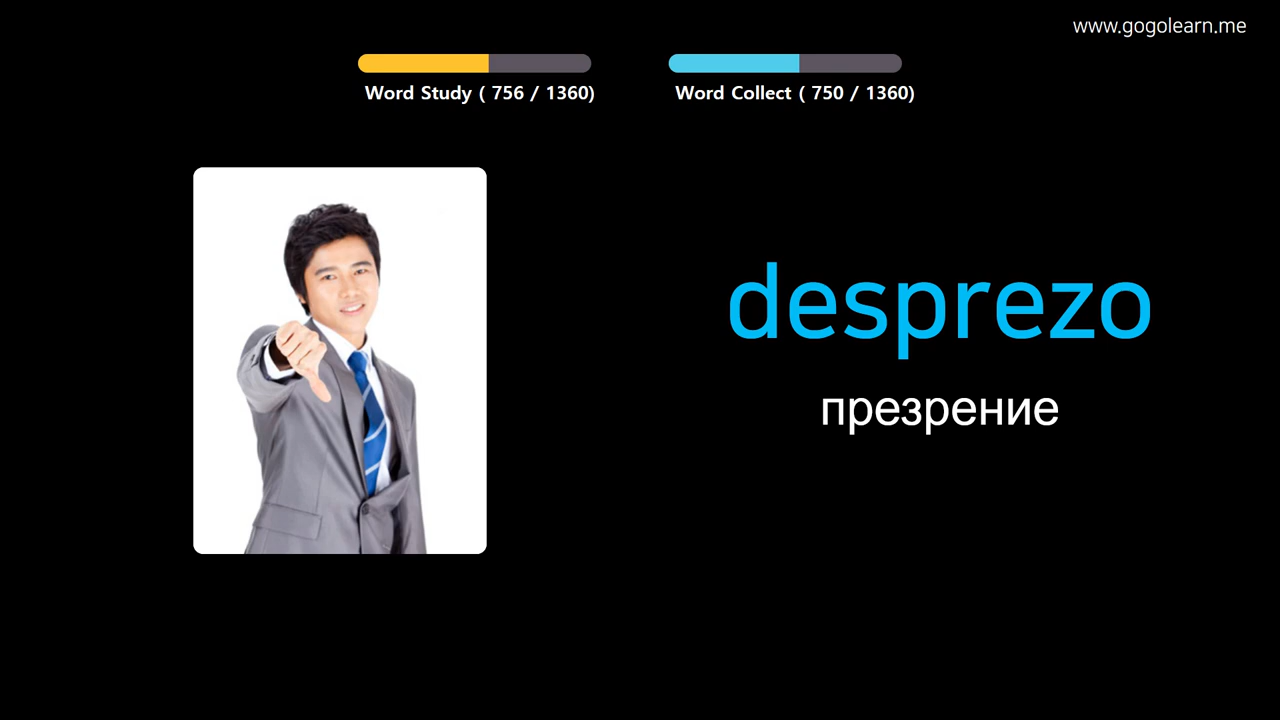 www.gogolearn.me
Word Study ( 756 / 1360)
Word Collect ( 750 / 1360)
desprezo
презрение